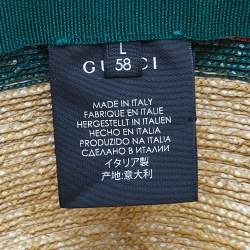 L
GUCCI
58
MADE IN ITALY
FABRIQUÉ EN ITALIE
HERGESTELLT IN ITALIEN
HECHO EN ITALIA
PRODUZIDO NA ITALIA
СДЕЛАНО В ИТАЛИИ
イタリア製
产地:意大利